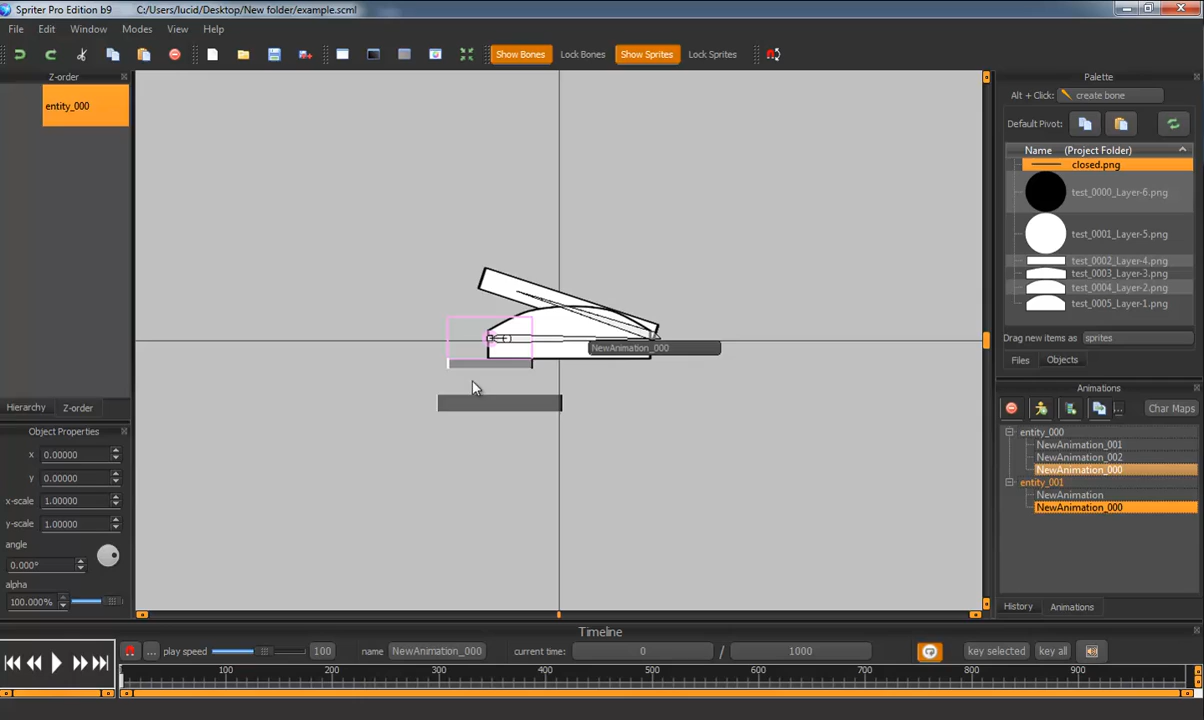 Spriter Pro Edition b9 C:/Users/lucid/Desktop/New folder/example.scml
File Edit Window Modes View Help
Show Bones Lock Bones Show Sprites Lock Sprites
Z-order
entity_000
Hierarchy Z-order
Object Properties
x 0.00000
y 0.00000
x-scale 1.00000
y-scale 1.00000
angle
0.000°
alpha
100.000%
NewAnimation_000
Palette
Alt + Click: create bone
Default Pivot:
Name (Project Folder)
closed.png
test_0000_Layer-6.png
test_0001_Layer-5.png
test_0002_Layer-4.png
test_0003_Layer-3.png
test_0004_Layer-2.png
test_0005_Layer-1.png
Drag new items as sprites
Files Objects
Animations
... Char Maps
entity_000
NewAnimation_001
NewAnimation_002
NewAnimation_000
entity_001
NewAnimation
NewAnimation_000
History Animations
Timeline
... play speed 100 name NewAnimation_000 current time: 0 / 1000 key selected key all
100 200 300 400 500 600 700 800 900